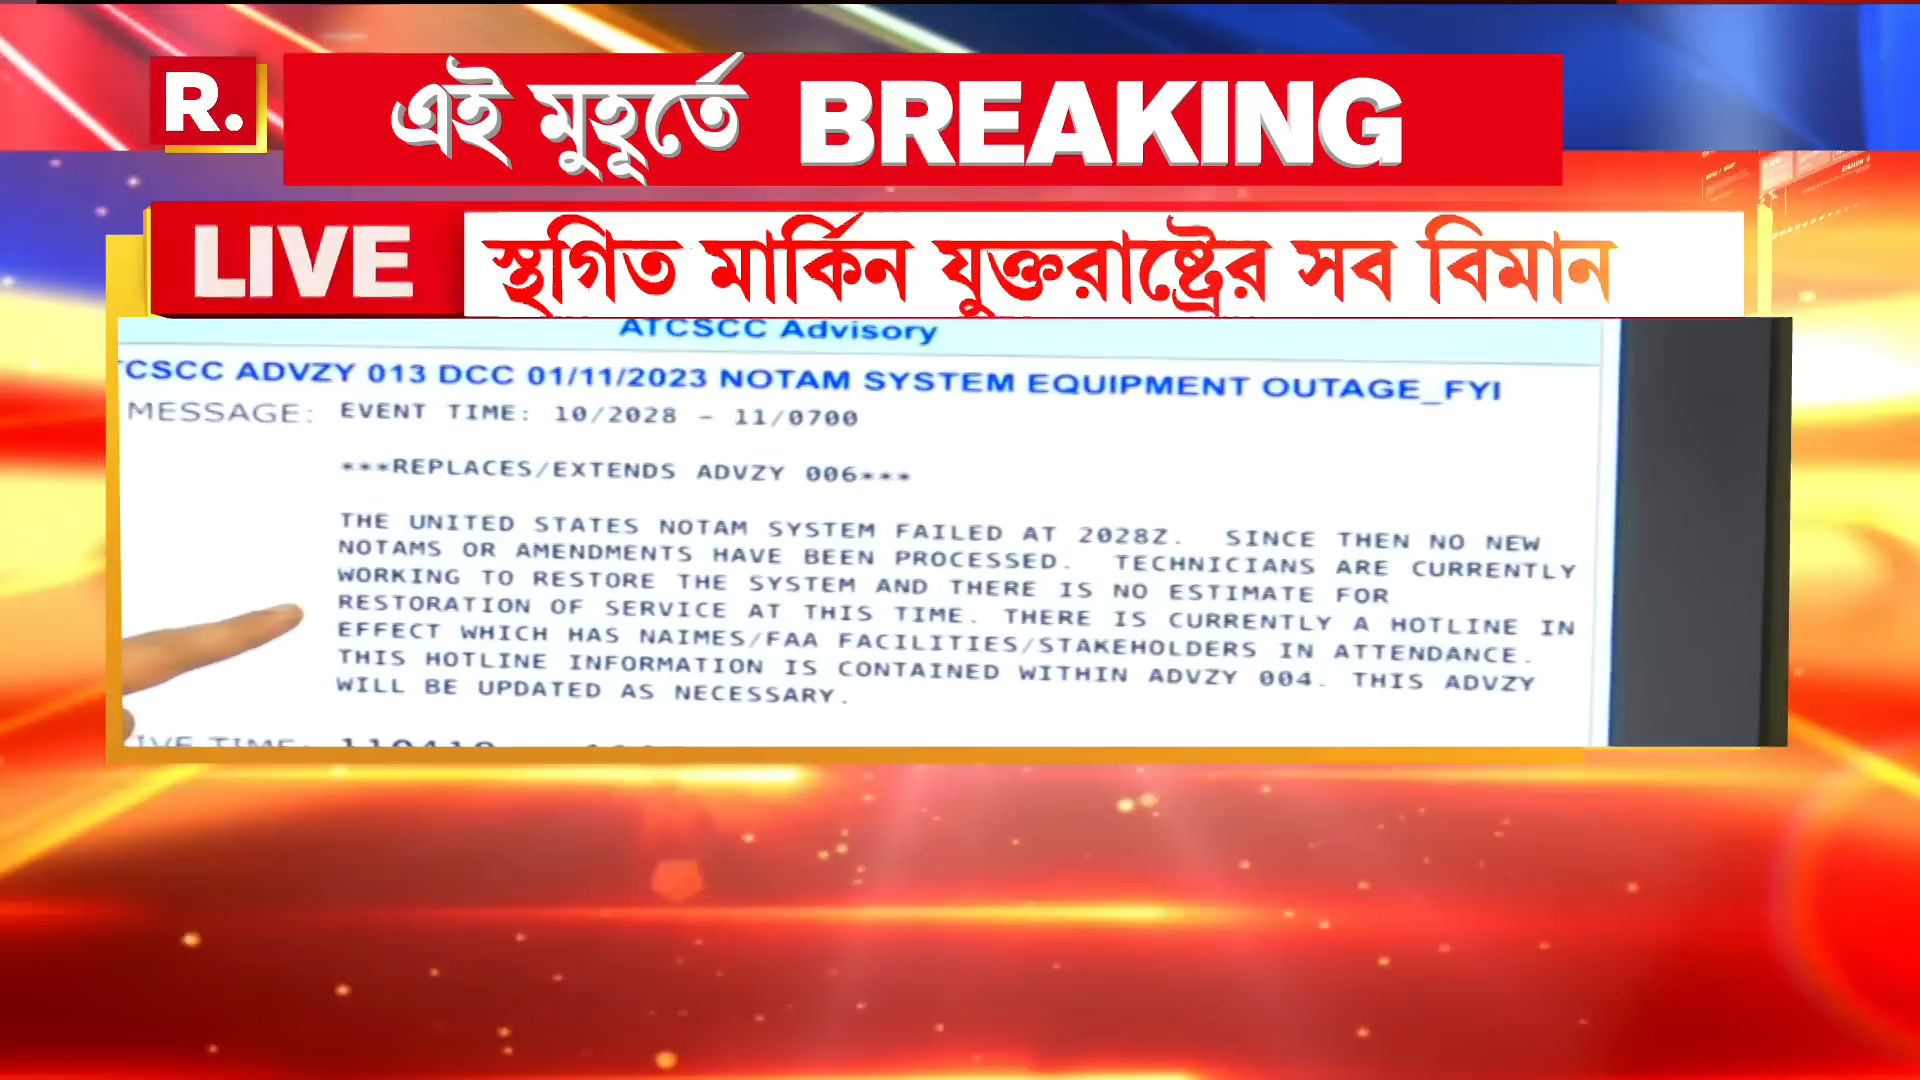 R.
এই মুহূর্তে BREAKING
LIVE
স্থগিত মার্কিন যুক্তরাষ্ট্রের সব বিমান
ATCSCC Advisory
TCSCC ADVZY 013 DCC 01/11/2023 NOTAM SYSTEM EQUIPMENT OUTAGE_FYI
MESSAGE: EVENT TIME: 10/2028 - 11/0700
***REPLACES/EXTENDS ADVZY 006***
THE UNITED STATES NOTAM SYSTEM FAILED AT 2028Z. SINCE THEN NO NEW
NOTAMS OR AMENDMENTS HAVE BEEN PROCESSED. TECHNICIANS ARE CURRENTLY
WORKING TO RESTORE THE SYSTEM AND THERE IS NO ESTIMATE FOR
RESTORATION OF SERVICE AT THIS TIME. THERE IS CURRENTLY A HOTLINE IN
EFFECT WHICH HAS NAIMES/FAA FACILITIES/STAKEHOLDERS IN ATTENDANCE.
THIS HOTLINE INFORMATION IS CONTAINED WITHIN ADVZY 004. THIS ADVZY
WILL BE UPDATED AS NECESSARY.
TIME: